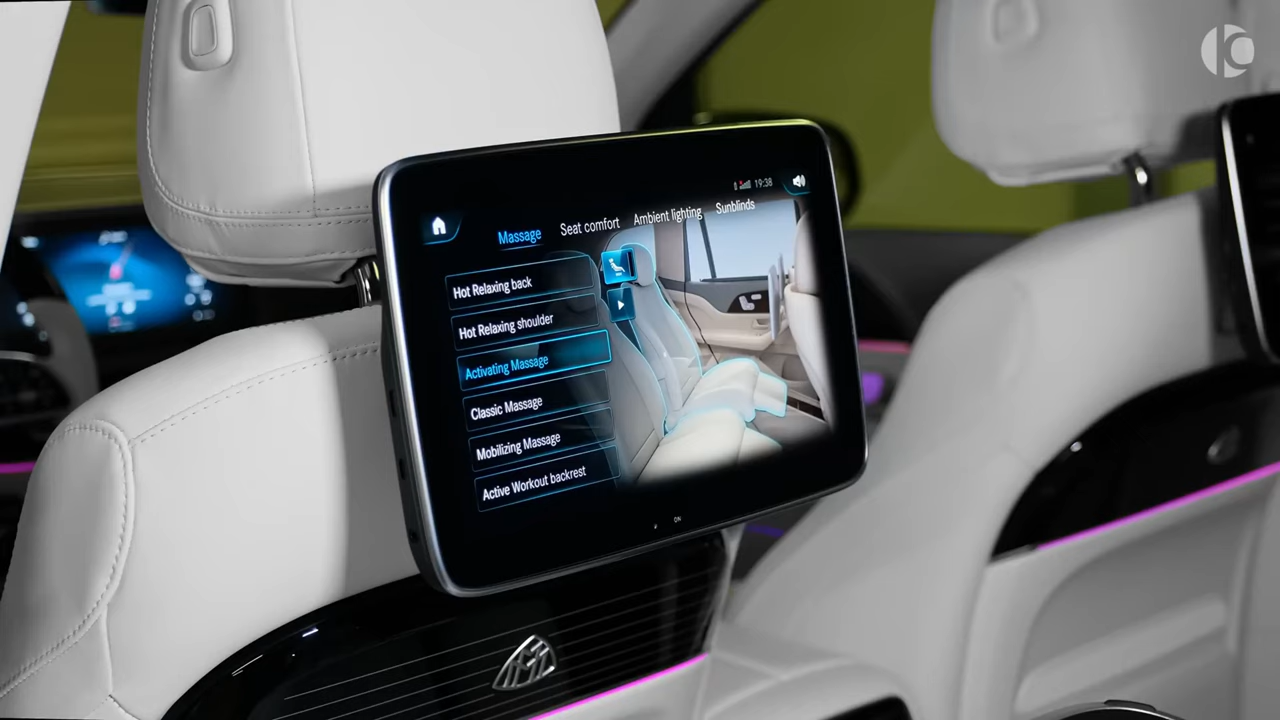 19:38
Massage
Seat comfort
Ambient lighting
Sunblinds
Hot Relaxing back
Hot Relaxing shoulder
Activating Massage
Classic Massage
Mobilizing Massage
Active Workout backrest
ON